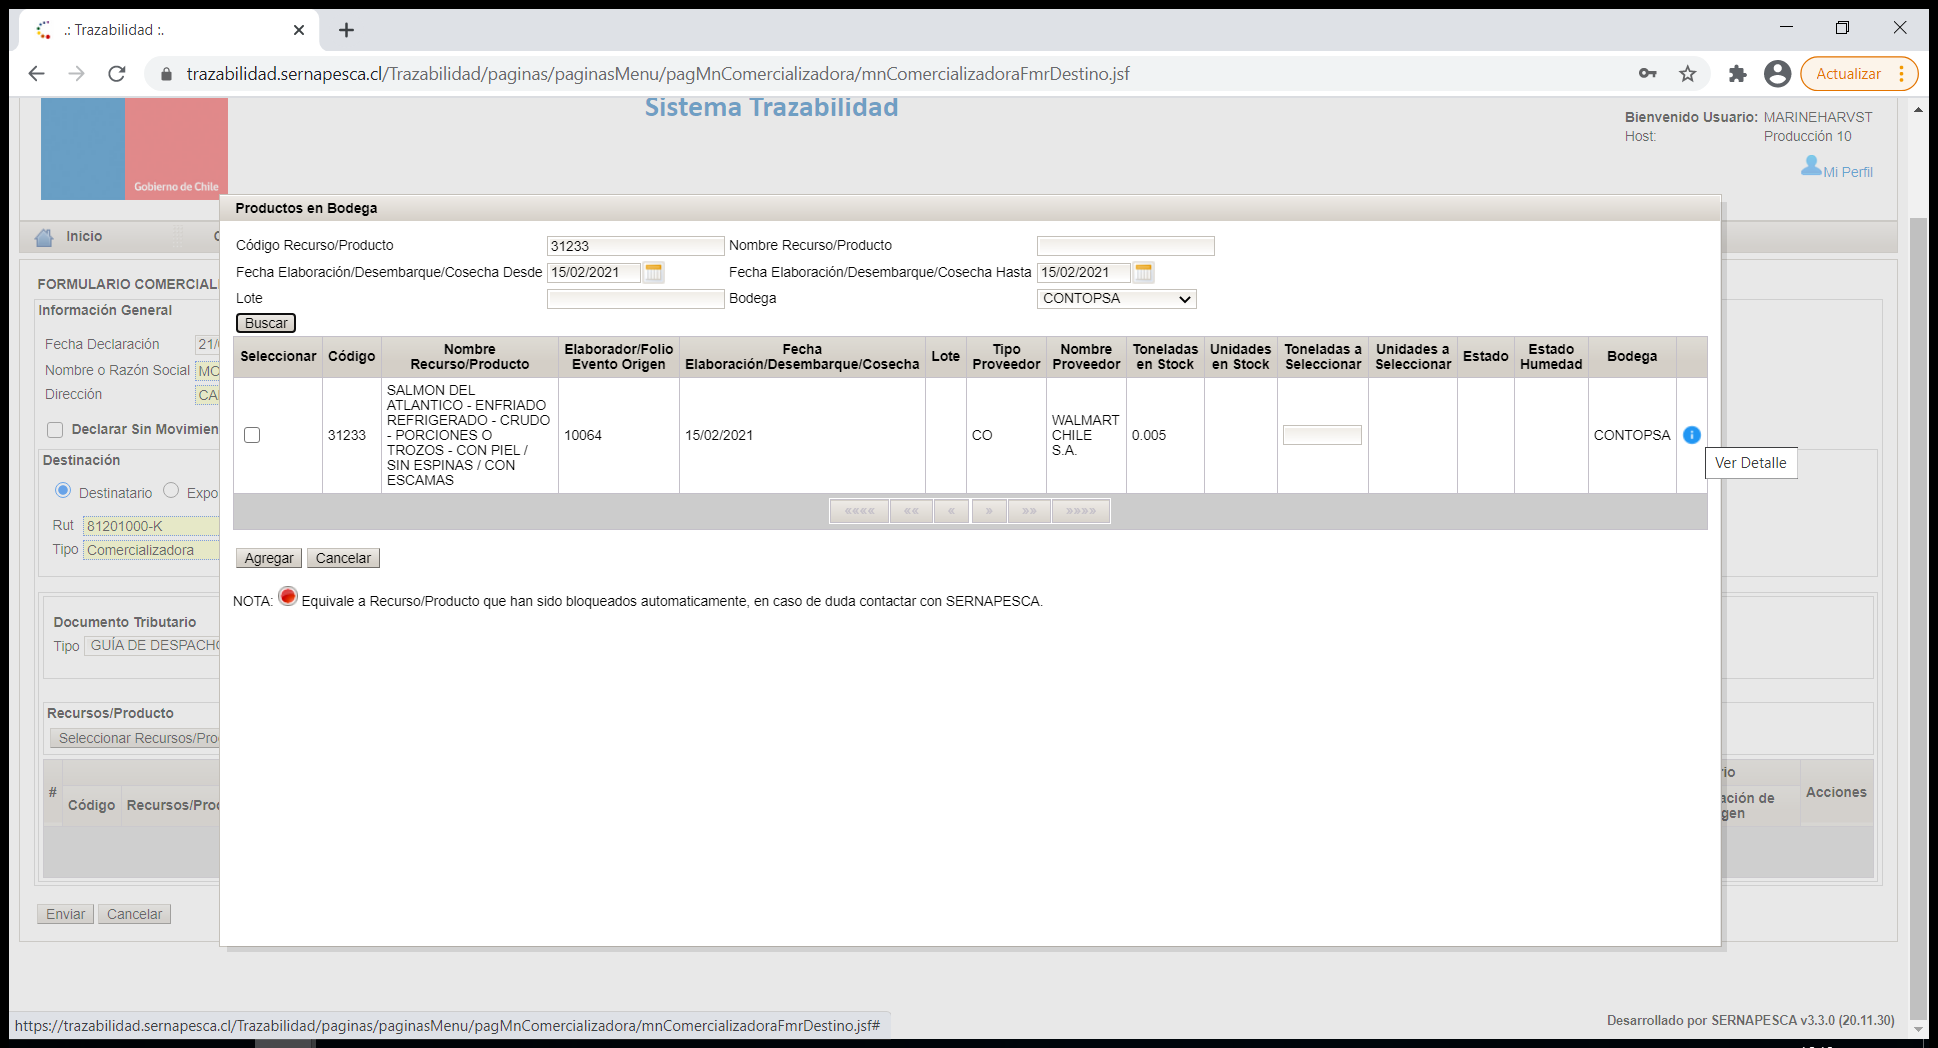 .: Trazabilidad :.
trazabilidad.sernapesca.cl/Trazabilidad/paginas/paginasMenu/pagMnComercializadora/mnComercializadoraFmrDestino.jsf
Actualizar
Sistema Trazabilidad
Bienvenido Usuario: MARINEHARVST
Host: Producción 10
Mi Perfil
Gobierno de Chile
Inicio
Productos en Bodega
Código Recurso/Producto 31233 Nombre Recurso/Producto
Fecha Elaboración/Desembarque/Cosecha Desde 15/02/2021 Fecha Elaboración/Desembarque/Cosecha Hasta 15/02/2021
Lote Bodega CONTOPSA
Buscar
Seleccionar Código Nombre Recurso/Producto Elaborador/Folio Evento Origen Fecha Elaboración/Desembarque/Cosecha Lote Tipo Proveedor Nombre Proveedor Toneladas en Stock Unidades en Stock Toneladas a Seleccionar Unidades a Seleccionar Estado Estado Humedad Bodega
31233 SALMON DEL ATLANTICO - ENFRIADO REFRIGERADO - CRUDO - PORCIONES O TROZOS - CON PIEL / SIN ESPINAS / CON ESCAMAS 10064 15/02/2021 CO WALMART CHILE S.A. 0.005 CONTOPSA
Ver Detalle
«««« «« « » »» »»»»
Agregar Cancelar
NOTA: Equivale a Recurso/Producto que han sido bloqueados automaticamente, en caso de duda contactar con SERNAPESCA.
FORMULARIO COMERCIAL
Información General
Fecha Declaración 21/
Nombre o Razón Social MO
Dirección CA
Declarar Sin Movimien
Destinación
Destinatario Expo
Rut 81201000-K
Tipo Comercializadora
Documento Tributario
Tipo GUÍA DE DESPACHO
Recursos/Producto
Seleccionar Recursos/Pro
# Código Recursos/Pro
rio
ación de
gen
Acciones
Enviar Cancelar
https://trazabilidad.sernapesca.cl/Trazabilidad/paginas/paginasMenu/pagMnComercializadora/mnComercializadoraFmrDestino.jsf#
Desarrollado por SERNAPESCA v3.3.0 (20.11.30)